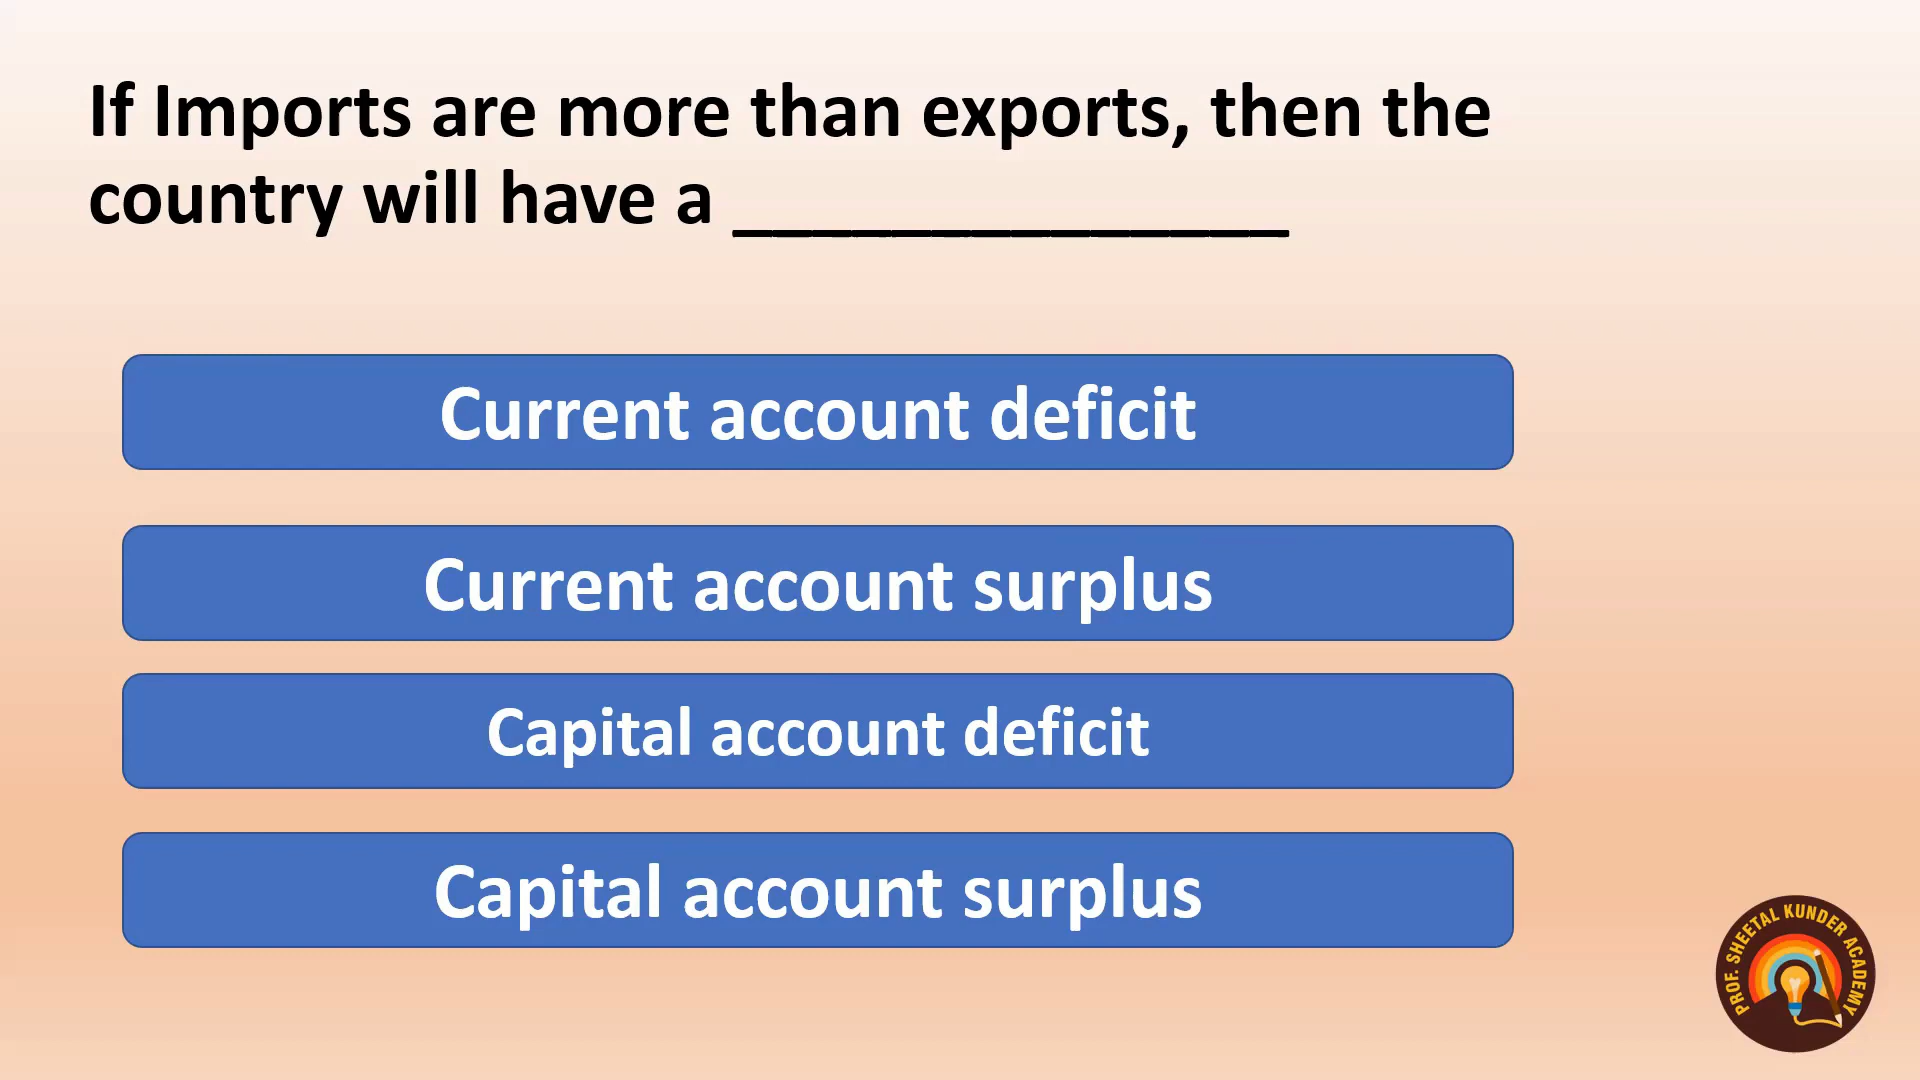 If Imports are more than exports, then the
country will have a ______________
Current account deficit
Current account surplus
Capital account deficit
Capital account surplus
PROF. SHEETAL KUNDER ACADEMY